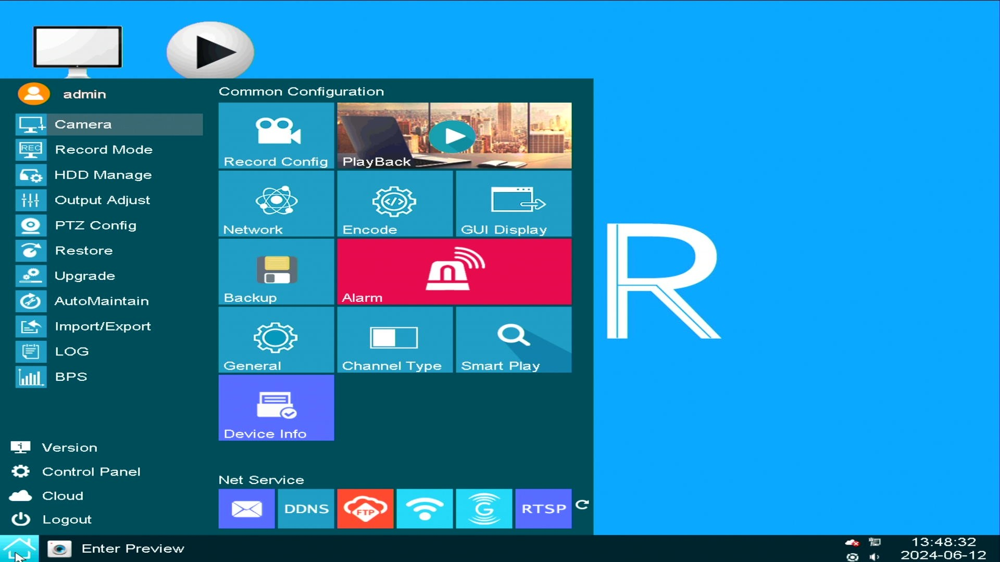 admin
Camera
REC
Record Mode
HDD Manage
Output Adjust
PTZ Config
Restore
Upgrade
AutoMaintain
Import/Export
LOG
BPS
Version
Control Panel
Cloud
Logout
Common Configuration
Record Config
PlayBack
Network
Encode
GUI Display
Backup
Alarm
General
Channel Type
Smart Play
Device Info
Net Service
DDNS
FTP
G
RTSP
R
Enter Preview
13:48:32
2024-06-12